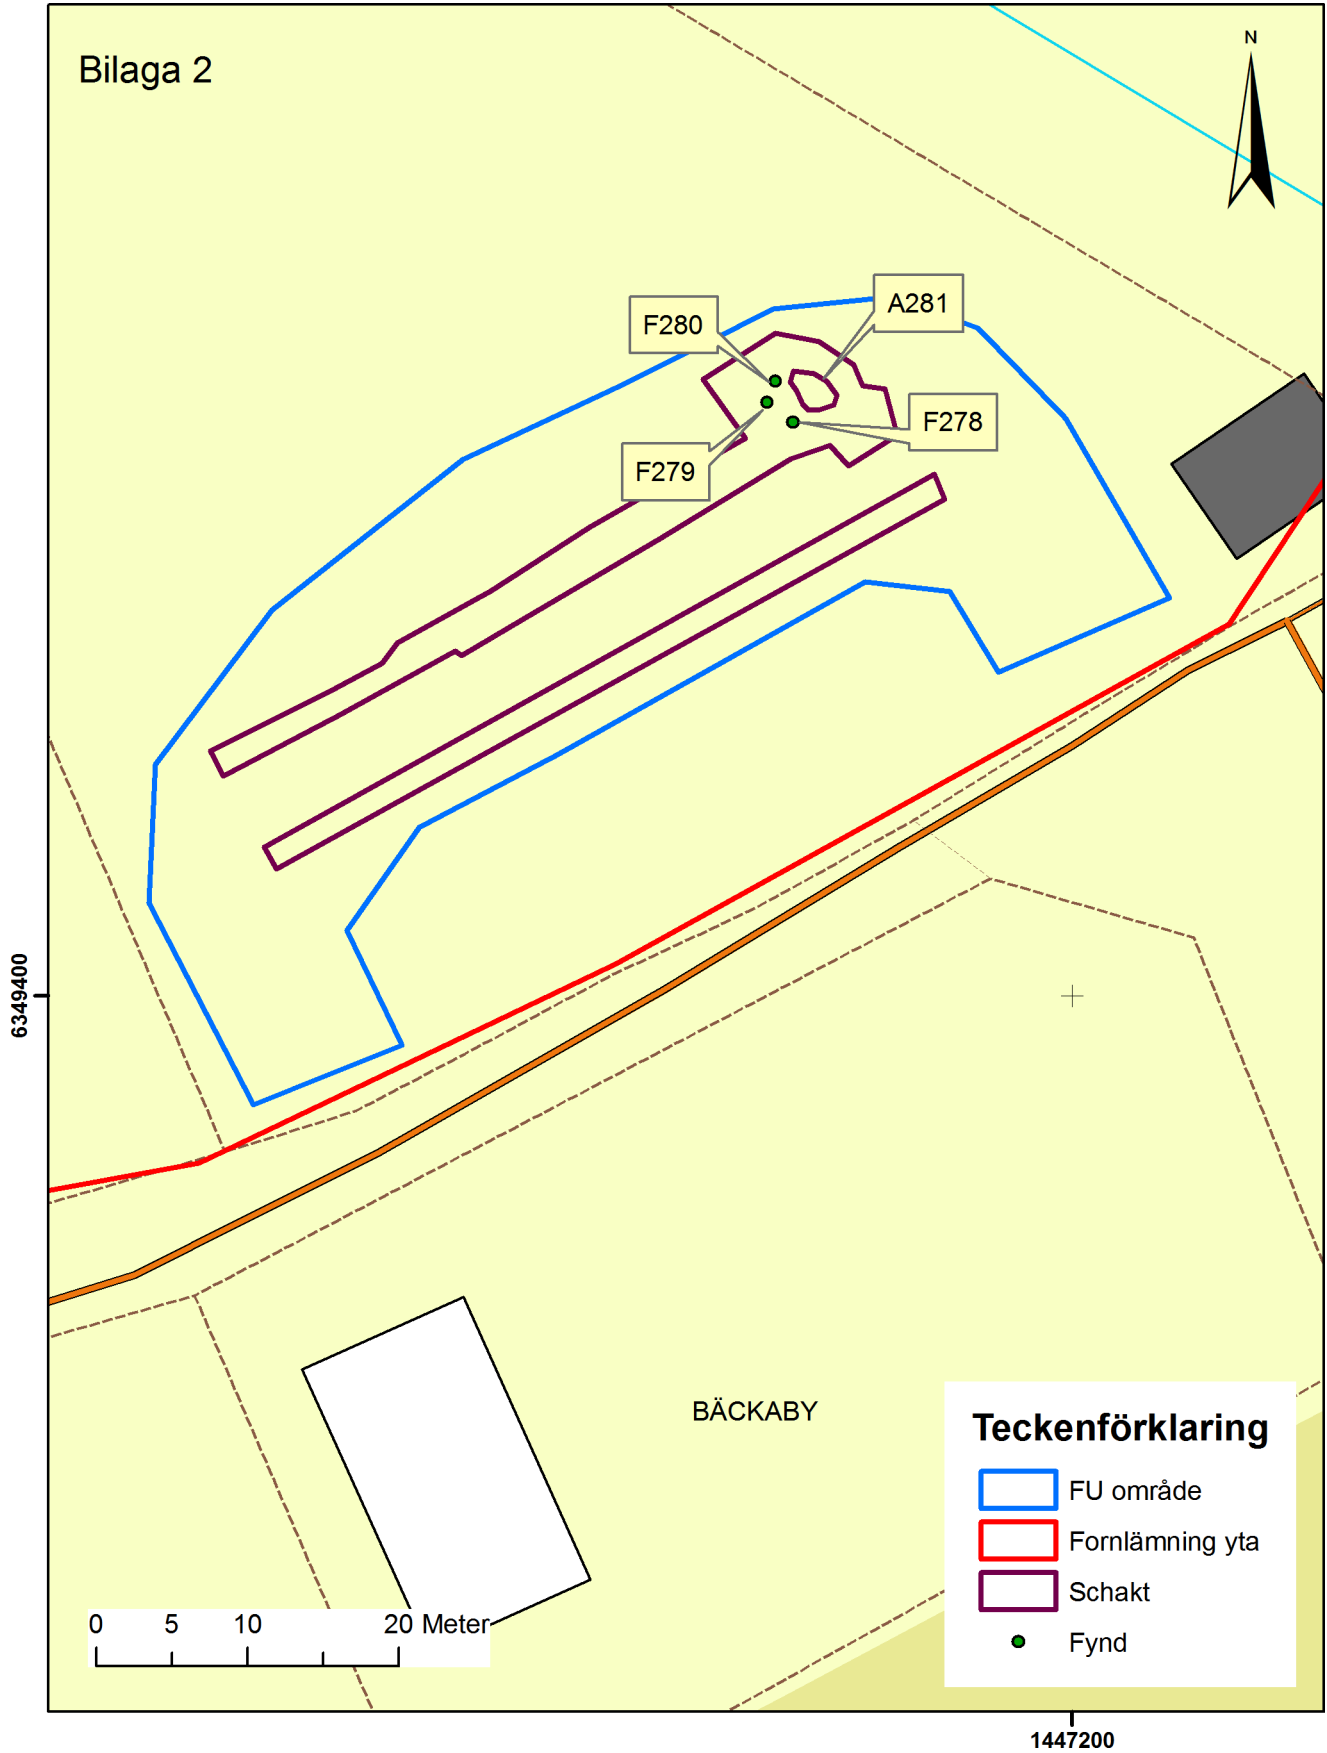 Bilaga 2
N
A281
F280
F278
F279
6349400
BÄCKABY
Teckenförklaring
FU område
Fornlämning yta
Schakt
Fynd
0 5 10 20 Meter
1447200